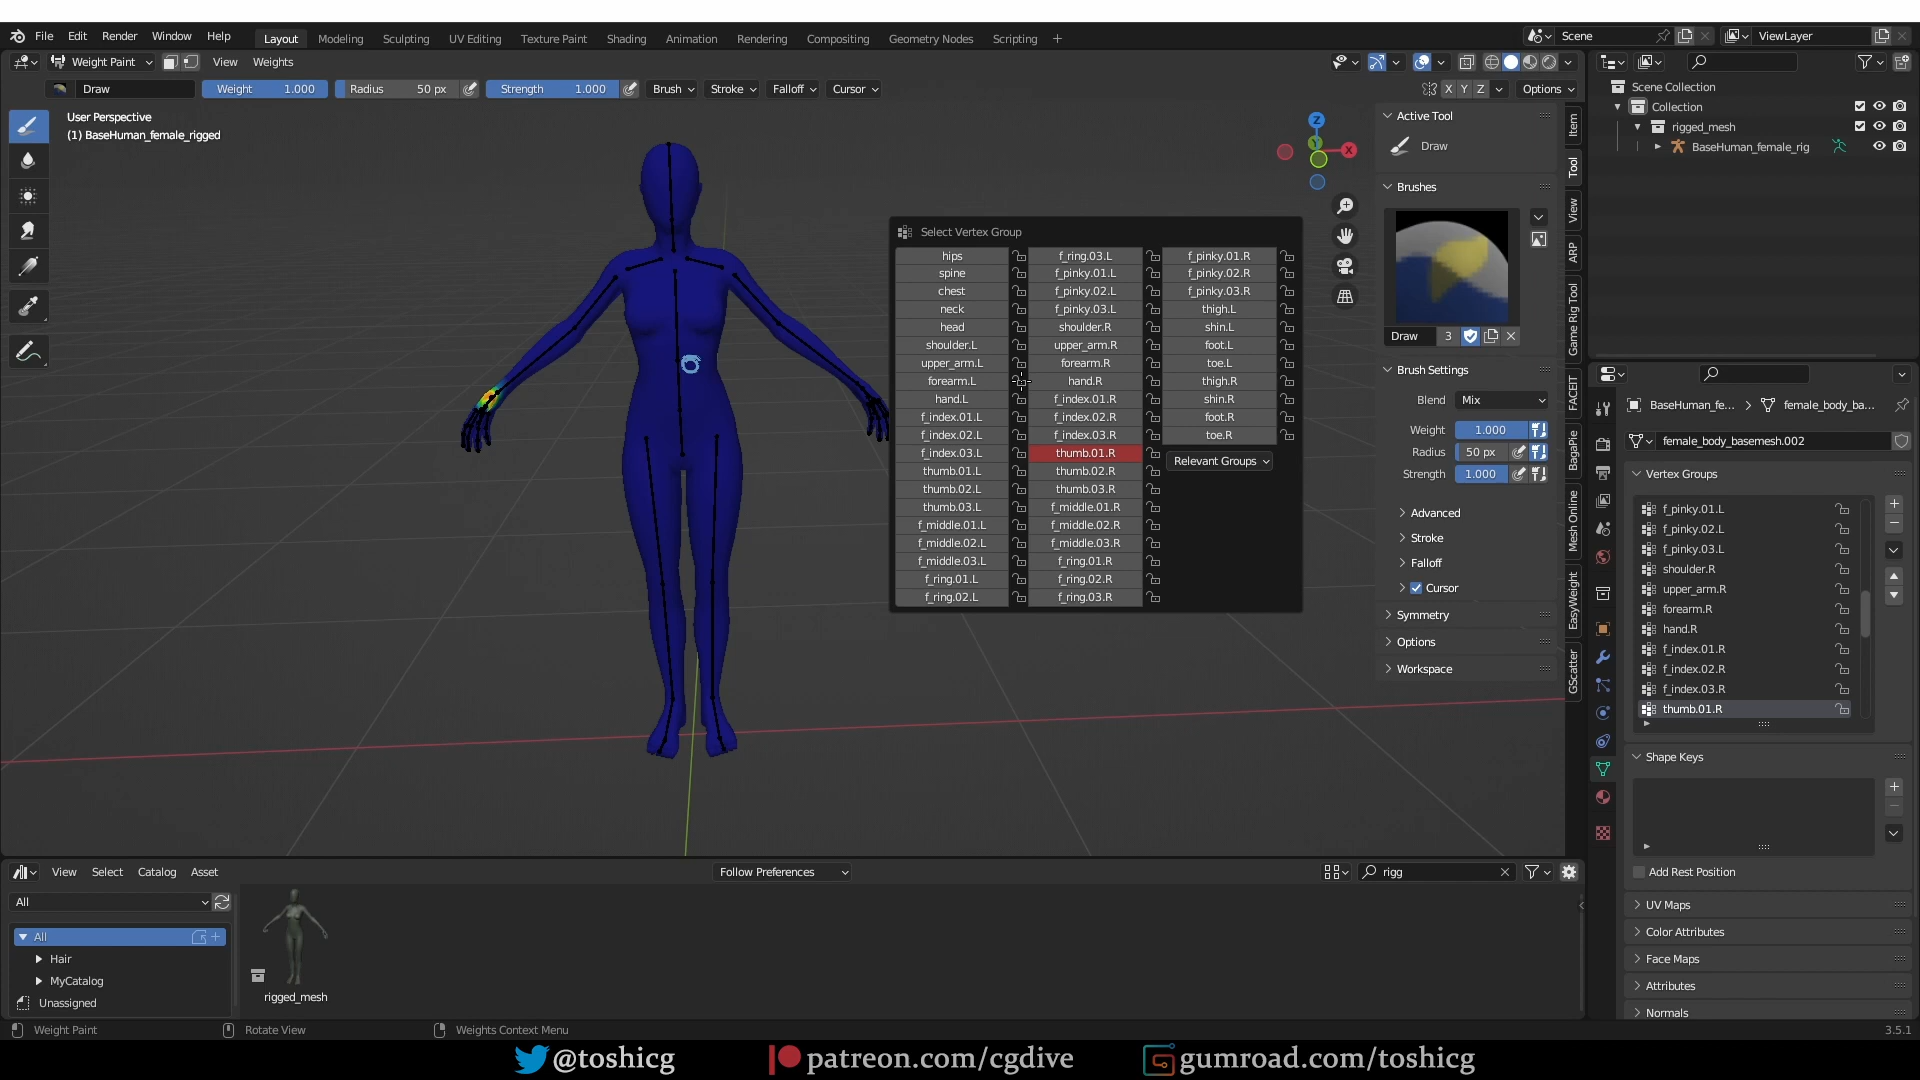 File Edit Render Window Help Layout Modeling Sculpting UV Editing Texture Paint Shading Animation Rendering Compositing Geometry Nodes Scripting + Scene ViewLayer
Weight Paint View Weights
Draw Weight 1.000 Radius 50 px Strength 1.000 Brush Stroke Falloff Cursor X Y Z Options
User Perspective
(1) BaseHuman_female_rigged
Z
Y
X
Select Vertex Group
hips f_ring.03.L f_pinky.01.R
spine f_pinky.01.L f_pinky.02.R
chest f_pinky.02.L f_pinky.03.R
neck f_pinky.03.L thigh.L
head shoulder.R shin.L
shoulder.L upper_arm.R foot.L
upper_arm.L forearm.R toe.L
forearm.L hand.R thigh.R
hand.L f_index.01.R shin.R
f_index.01.L f_index.02.R foot.R
f_index.02.L f_index.03.R toe.R
f_index.03.L thumb.01.R
Relevant Groups
thumb.01.L thumb.02.R
thumb.02.L thumb.03.R
thumb.03.L f_middle.01.R
f_middle.01.L f_middle.02.R
f_middle.02.L f_middle.03.R
f_middle.03.L f_ring.01.R
f_ring.01.L f_ring.02.R
f_ring.02.L f_ring.03.R
Active Tool
Draw
Brushes
Draw 3
Brush Settings
Blend Mix
Weight 1.000
Radius 50 px
Strength 1.000
Advanced
Stroke
Falloff
Cursor
Symmetry
Options
Workspace
Item
Tool
View
ARP
Game Rig Tool
FACEIT
BagaPie
Mesh Online
EasyWeight
GScatter
Scene Collection
Collection
rigged_mesh
BaseHuman_female_rig
BaseHuman_fe... female_body_ba...
female_body_basemesh.002
Vertex Groups
f_pinky.01.L
f_pinky.02.L
f_pinky.03.L
shoulder.R
upper_arm.R
forearm.R
hand.R
f_index.01.R
f_index.02.R
f_index.03.R
thumb.01.R
Shape Keys
Add Rest Position
UV Maps
Color Attributes
Face Maps
Attributes
Normals
View Select Catalog Asset Follow Preferences rigg
All
All
Hair
MyCatalog
Unassigned
rigged_mesh
Weight Paint Rotate View Weights Context Menu 3.5.1
@toshicg patreon.com/cgdive gumroad.com/toshicg